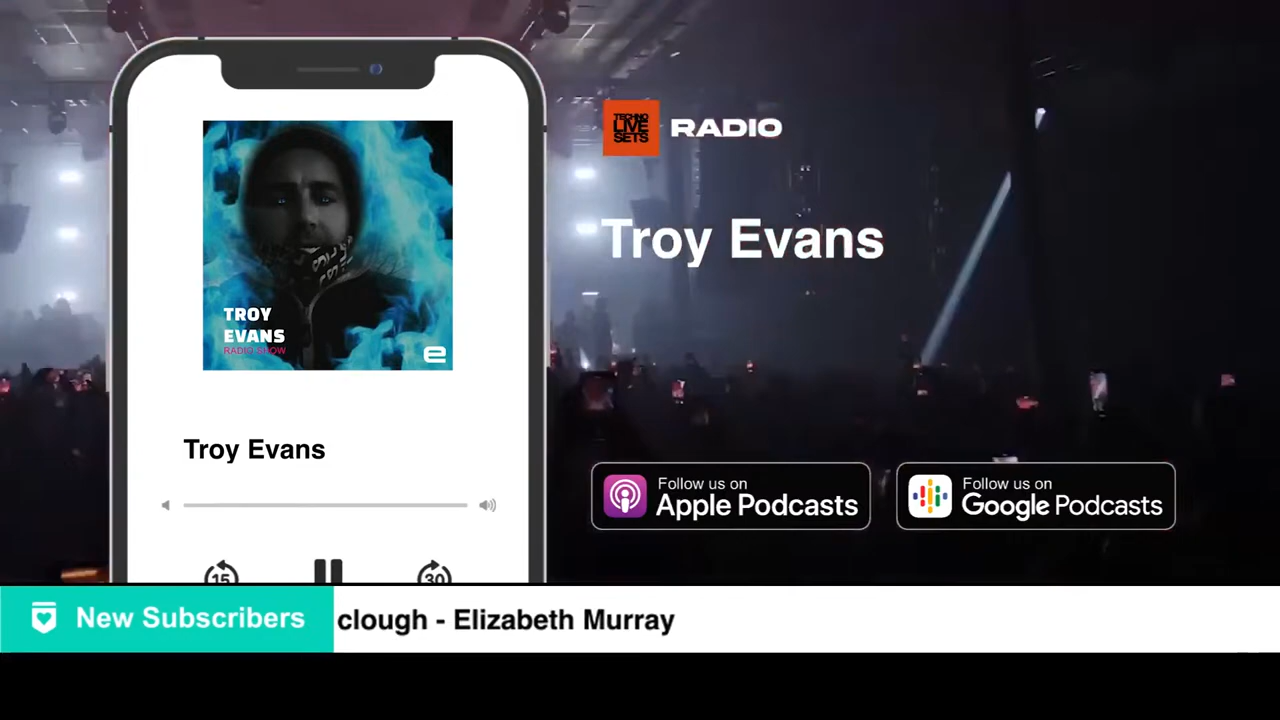 TECHNO
LIVE
SETS
RADIO
Troy Evans
TROY
EVANS
RADIO SHOW
e
Troy Evans
Follow us on
Apple Podcasts
Follow us on
Google Podcasts
15
30
New Subscribers
clough - Elizabeth Murray